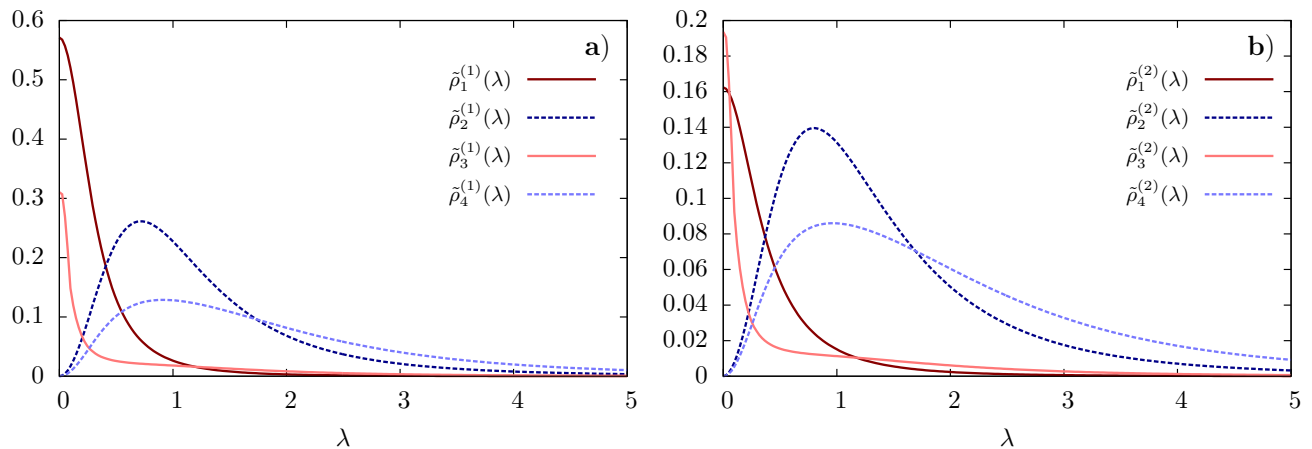 0.6
0.5
0.4
0.3
0.2
0.1
0
0 1 2 3 4 5
λ
a)
ρ̃₁⁽¹⁾(λ)
ρ̃₂⁽¹⁾(λ)
ρ̃₃⁽¹⁾(λ)
ρ̃₄⁽¹⁾(λ)
0.2
0.18
0.16
0.14
0.12
0.1
0.08
0.06
0.04
0.02
0
0 1 2 3 4 5
λ
b)
ρ̃₁⁽²⁾(λ)
ρ̃₂⁽²⁾(λ)
ρ̃₃⁽²⁾(λ)
ρ̃₄⁽²⁾(λ)